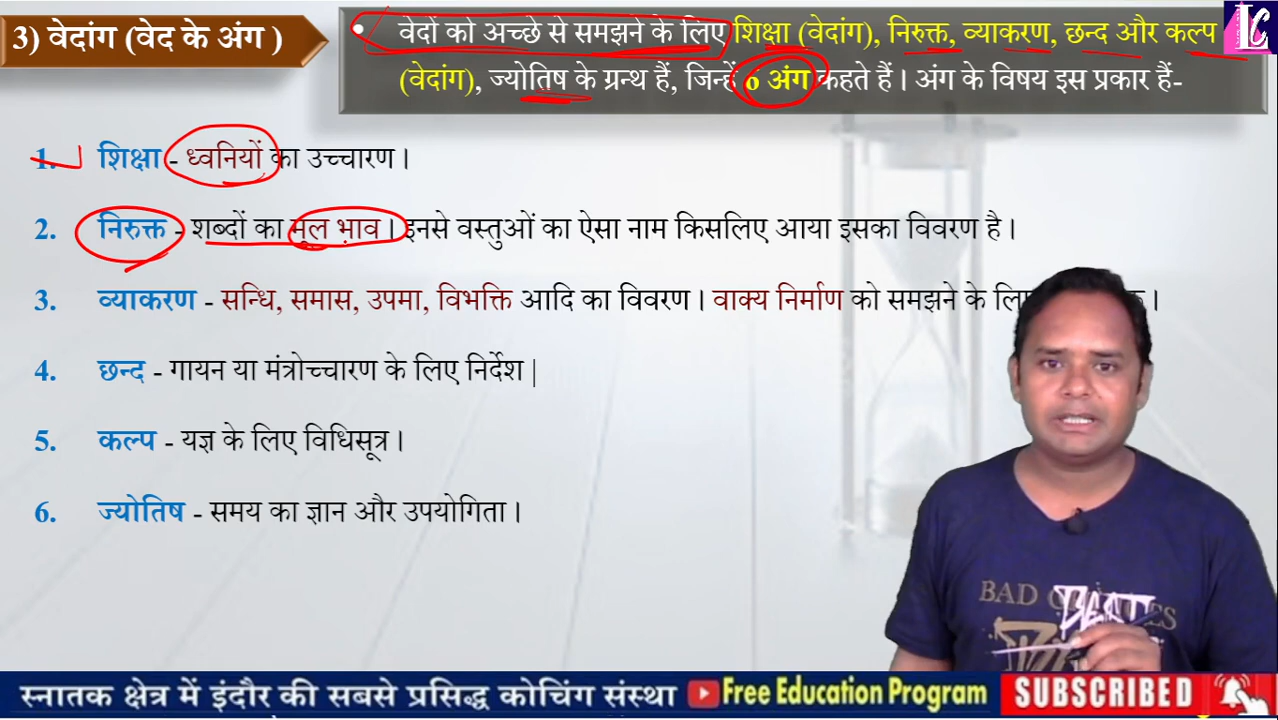 3) वेदांग (वेद के अंग )
• वेदों को अच्छे से समझने के लिए शिक्षा (वेदांग), निरुक्त, व्याकरण, छन्द और कल्प
(वेदांग), ज्योतिष के ग्रन्थ हैं, जिन्हें 6 अंग कहते हैं। अंग के विषय इस प्रकार हैं-
LC
1. शिक्षा - ध्वनियों का उच्चारण।
2. निरुक्त - शब्दों का मूल भाव। इनसे वस्तुओं का ऐसा नाम किसलिए आया इसका विवरण है।
3. व्याकरण - सन्धि, समास, उपमा, विभक्ति आदि का विवरण। वाक्य निर्माण को समझने के
4. छन्द - गायन या मंत्रोच्चारण के लिए निर्देश |
5. कल्प - यज्ञ के लिए विधिसूत्र।
6. ज्योतिष - समय का ज्ञान और उपयोगिता।
BAD
BEST
स्नातक क्षेत्र में इंदौर की सबसे प्रसिद्ध कोचिंग संस्था Free Education Program SUBSCRIBED